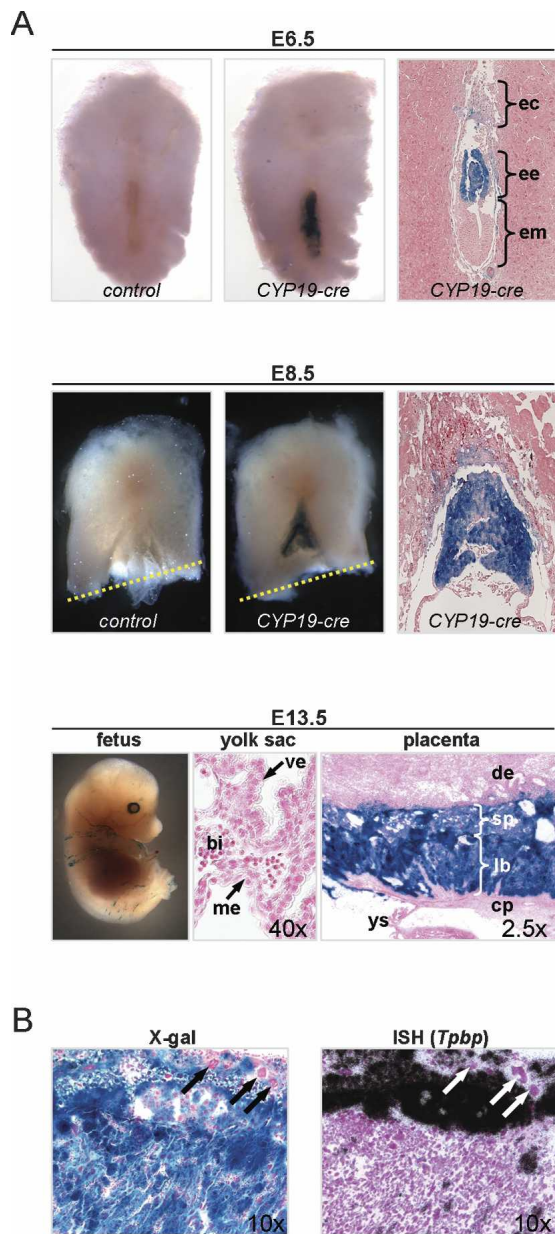 A
E6.5
control
CYP19-cre
ec
ee
em
CYP19-cre
E8.5
control
CYP19-cre
CYP19-cre
E13.5
fetus
yolk sac
placenta
ve
bi
me
40x
de
sp
lb
cp
ys
2.5x
B
X-gal
ISH (Tpbp)
10x
10x